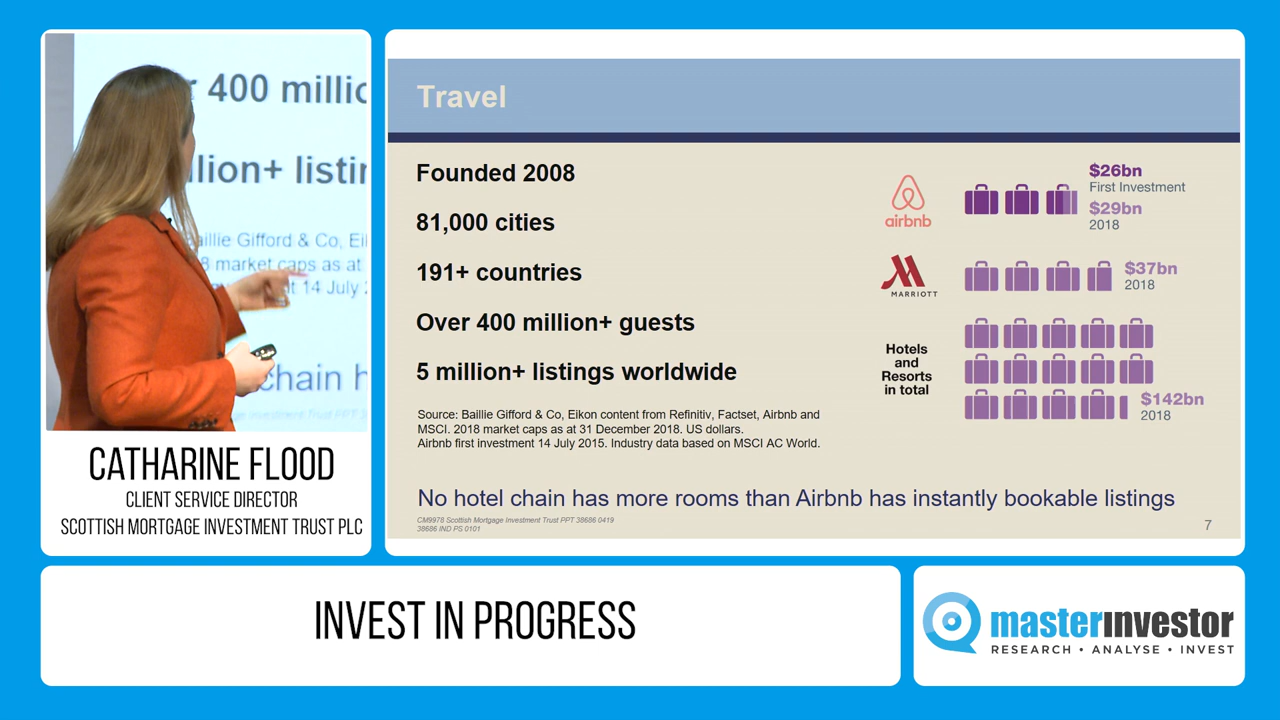 400
listin
Baillie Gifford & Co, Ei
8 market caps as at
t 14 July
chain h
CATHARINE FLOOD
CLIENT SERVICE DIRECTOR
SCOTTISH MORTGAGE INVESTMENT TRUST PLC
Travel
Founded 2008
81,000 cities
191+ countries
Over 400 million+ guests
5 million+ listings worldwide
Source: Baillie Gifford & Co, Eikon content from Refinitiv, Factset, Airbnb and
MSCI. 2018 market caps as at 31 December 2018. US dollars.
Airbnb first investment 14 July 2015. Industry data based on MSCI AC World.
airbnb
$26bn
First Investment
$29bn
2018
MARRIOTT
$37bn
2018
Hotels
and
Resorts
in total
$142bn
2018
No hotel chain has more rooms than Airbnb has instantly bookable listings
CM9978 Scottish Mortgage Investment Trust PPT 38686 0419
38686 IND PS 0101
7
INVEST IN PROGRESS
masterinvestor
RESEARCH • ANALYSE • INVEST